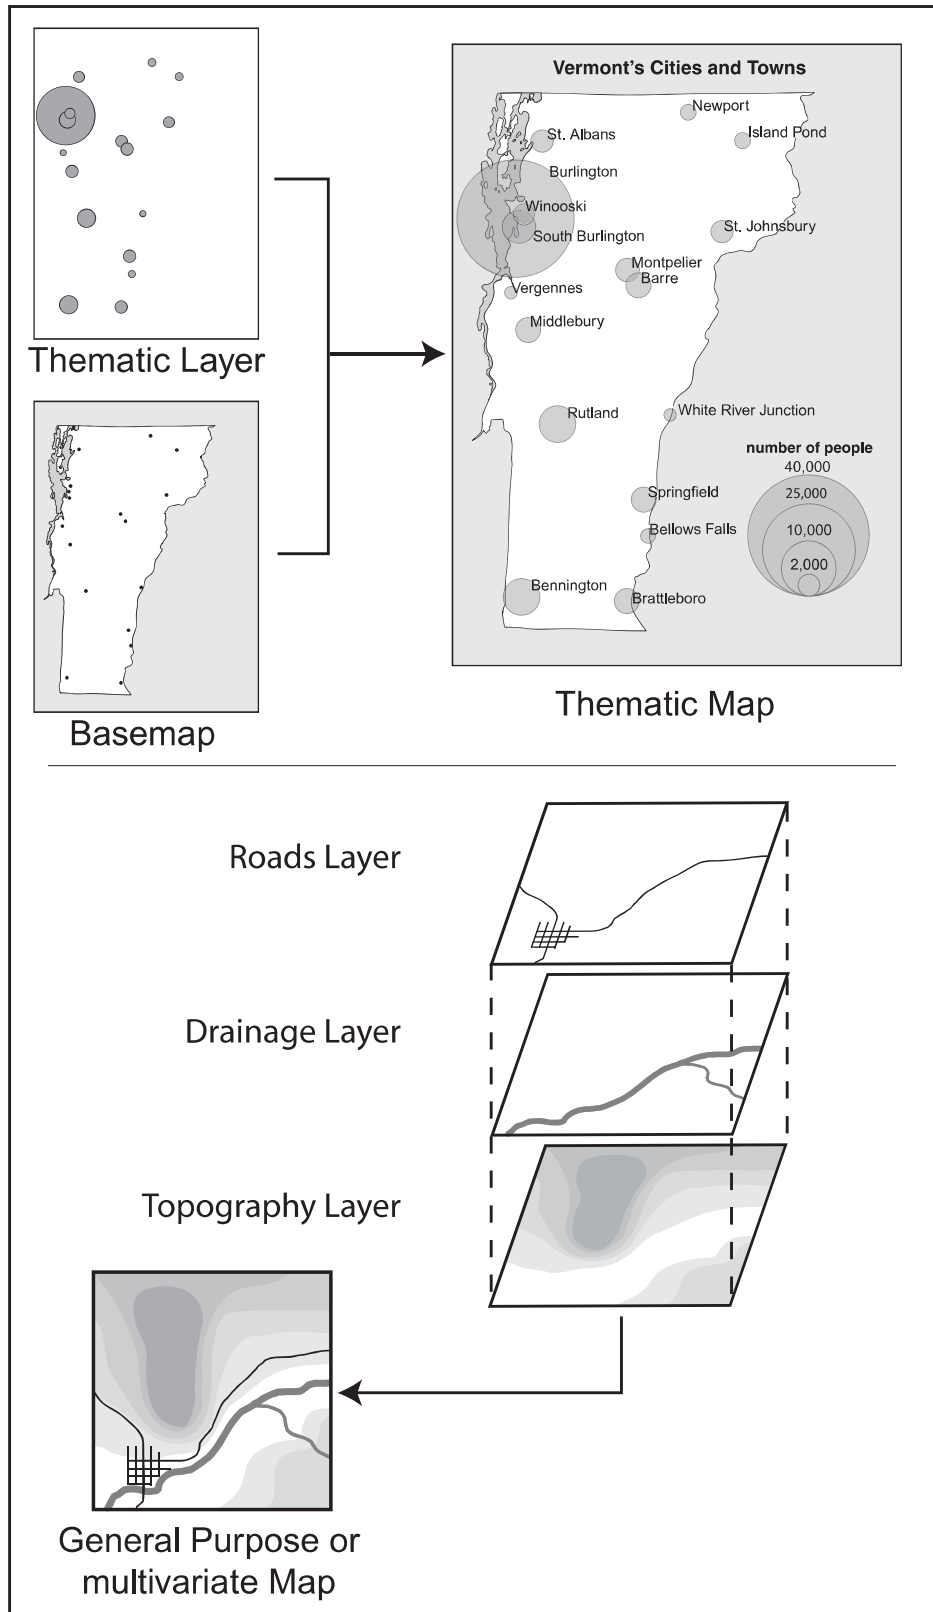 Thematic Layer
Basemap
Vermont's Cities and Towns
Newport
St. Albans
Island Pond
Burlington
Winooski
South Burlington
St. Johnsbury
Montpelier
Barre
Vergennes
Middlebury
Rutland
White River Junction
number of people
40,000
25,000
10,000
2,000
Springfield
Bellows Falls
Bennington
Brattleboro
Thematic Map
Roads Layer
Drainage Layer
Topography Layer
General Purpose or
multivariate Map